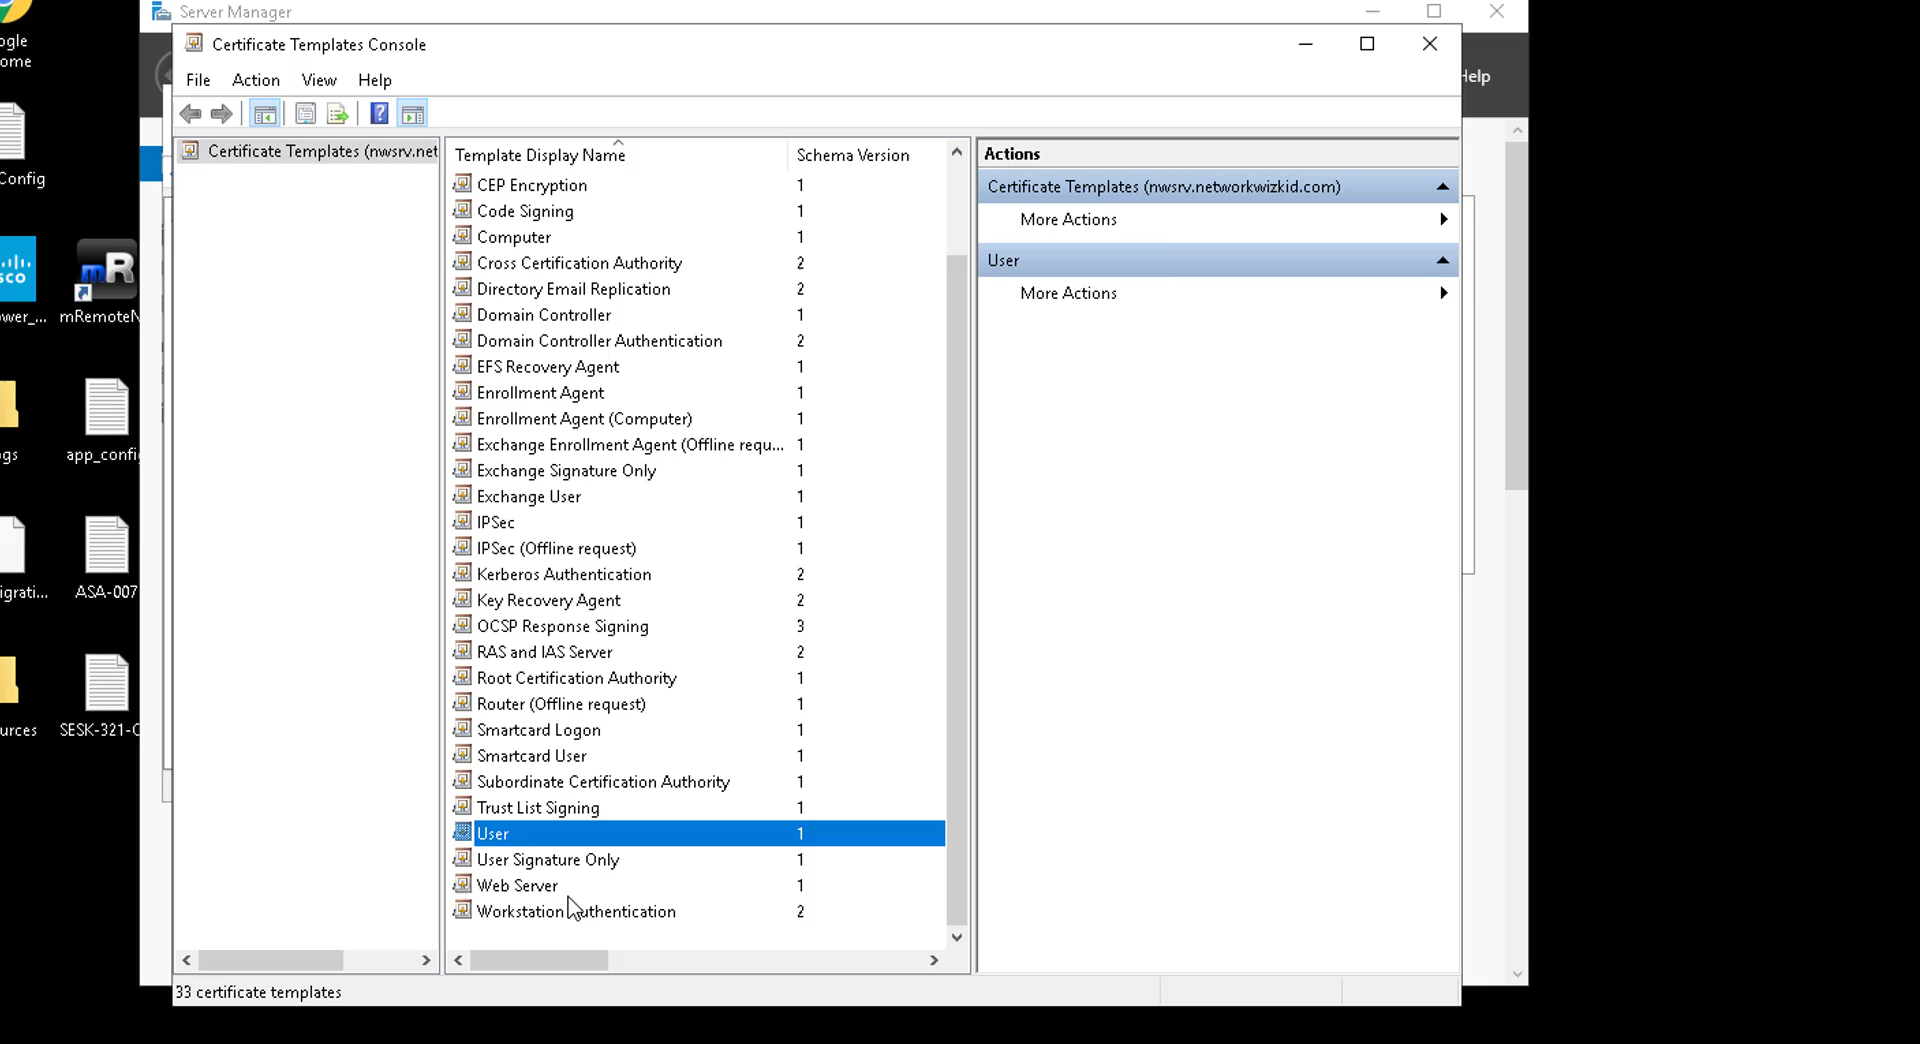 Server Manager
Help
Certificate Templates Console
File Action View Help
Certificate Templates (nwsrv.net
Template Display Name Schema Version
CEP Encryption 1
Code Signing 1
Computer 1
Cross Certification Authority 2
Directory Email Replication 2
Domain Controller 1
Domain Controller Authentication 2
EFS Recovery Agent 1
Enrollment Agent 1
Enrollment Agent (Computer) 1
Exchange Enrollment Agent (Offline requ... 1
Exchange Signature Only 1
Exchange User 1
IPSec 1
IPSec (Offline request) 1
Kerberos Authentication 2
Key Recovery Agent 2
OCSP Response Signing 3
RAS and IAS Server 2
Root Certification Authority 1
Router (Offline request) 1
Smartcard Logon 1
Smartcard User 1
Subordinate Certification Authority 1
Trust List Signing 1
User 1
User Signature Only 1
Web Server 1
Workstation Authentication 2
Actions
Certificate Templates (nwsrv.networkwizkid.com)
More Actions
User
More Actions
33 certificate templates
ogle
ome
Config
sco
ower_...
mRemoteN
ogs
app_confi
igrati...
ASA-007
urces
SESK-321-C